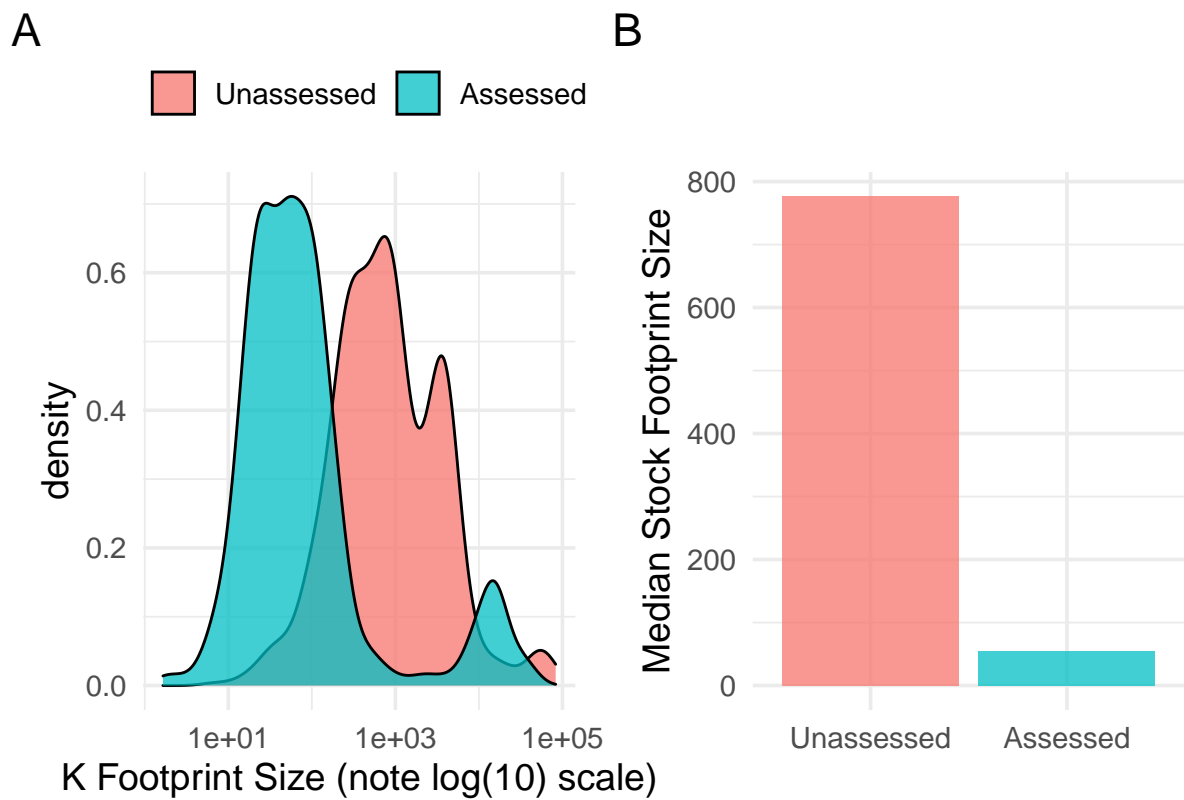 A
B
Unassessed
Assessed
density
0.6
0.4
0.2
0.0
1e+01
1e+03
1e+05
K Footprint Size (note log(10) scale)
Median Stock Footprint Size
800
600
400
200
0
Unassessed
Assessed